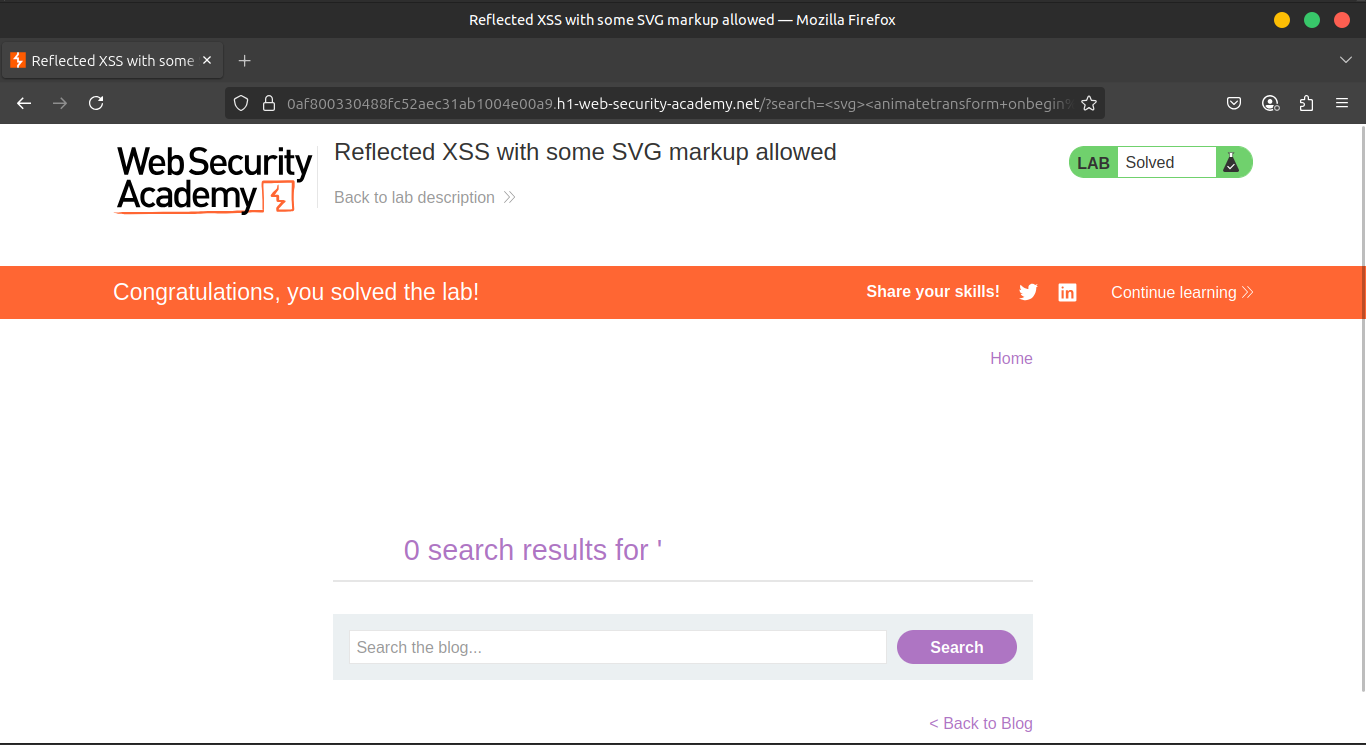 Reflected XSS with some SVG markup allowed — Mozilla Firefox
Reflected XSS with some
0af800330488fc52aec31ab1004e00a9.h1-web-security-academy.net/?search=<svg><animatetransform+onbegin%
Web Security
Academy
Reflected XSS with some SVG markup allowed
Back to lab description
LAB Solved
Congratulations, you solved the lab!
Share your skills!
Continue learning
Home
0 search results for '
Search the blog...
Search
< Back to Blog